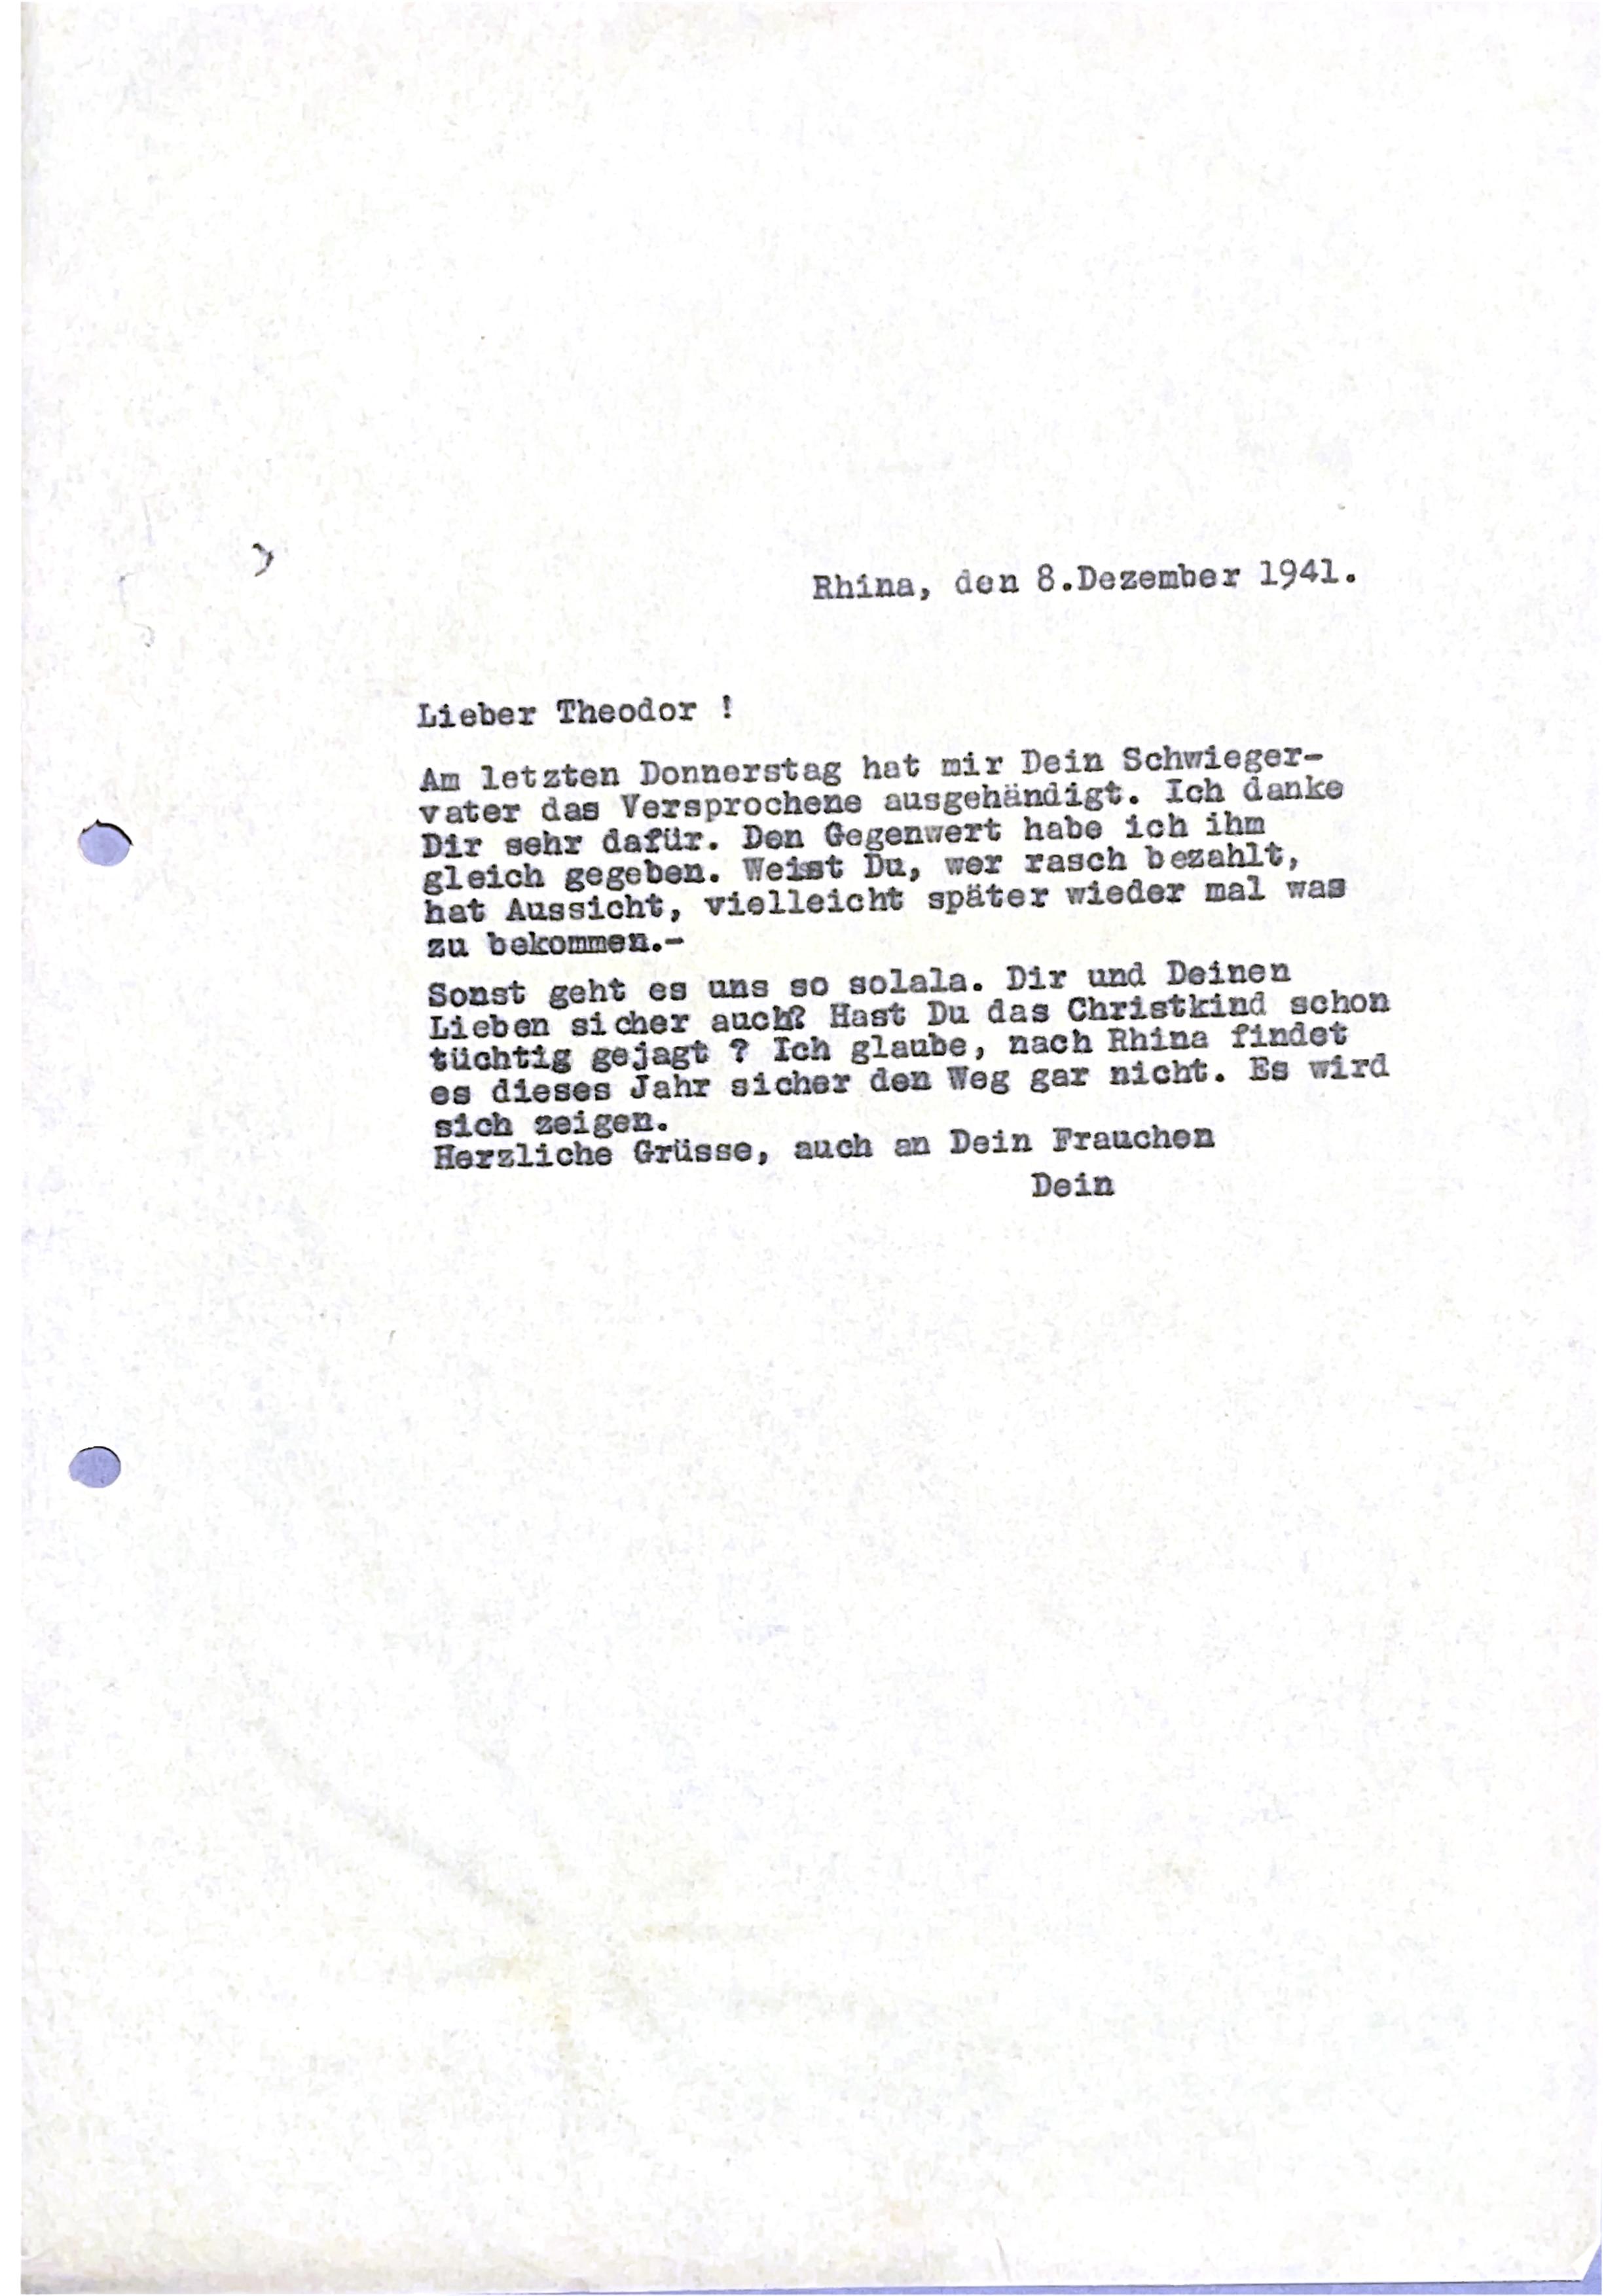 Rhina, den 8.Dezember 1941.
Lieber Theodor !
Am letzten Donnerstag hat mir Dein Schwieger-
vater das Versprochene ausgehändigt. Ich danke
Dir sehr dafür. Den Gegenwert habe ich ihm
gleich gegeben. Weist Du, wer rasch bezahlt,
hat Aussicht, vielleicht später wieder mal was
zu bekommen.-
Sonst geht es uns so solala. Dir und Deinen
Lieben sicher auch? Hast Du das Christkind schon
tüchtig gejagt ? Ich glaube, nach Rhina findet
es dieses Jahr sicher den Weg gar nicht. Es wird
sich zeigen.
Herzliche Grüsse, auch an Dein Frauchen
Dein